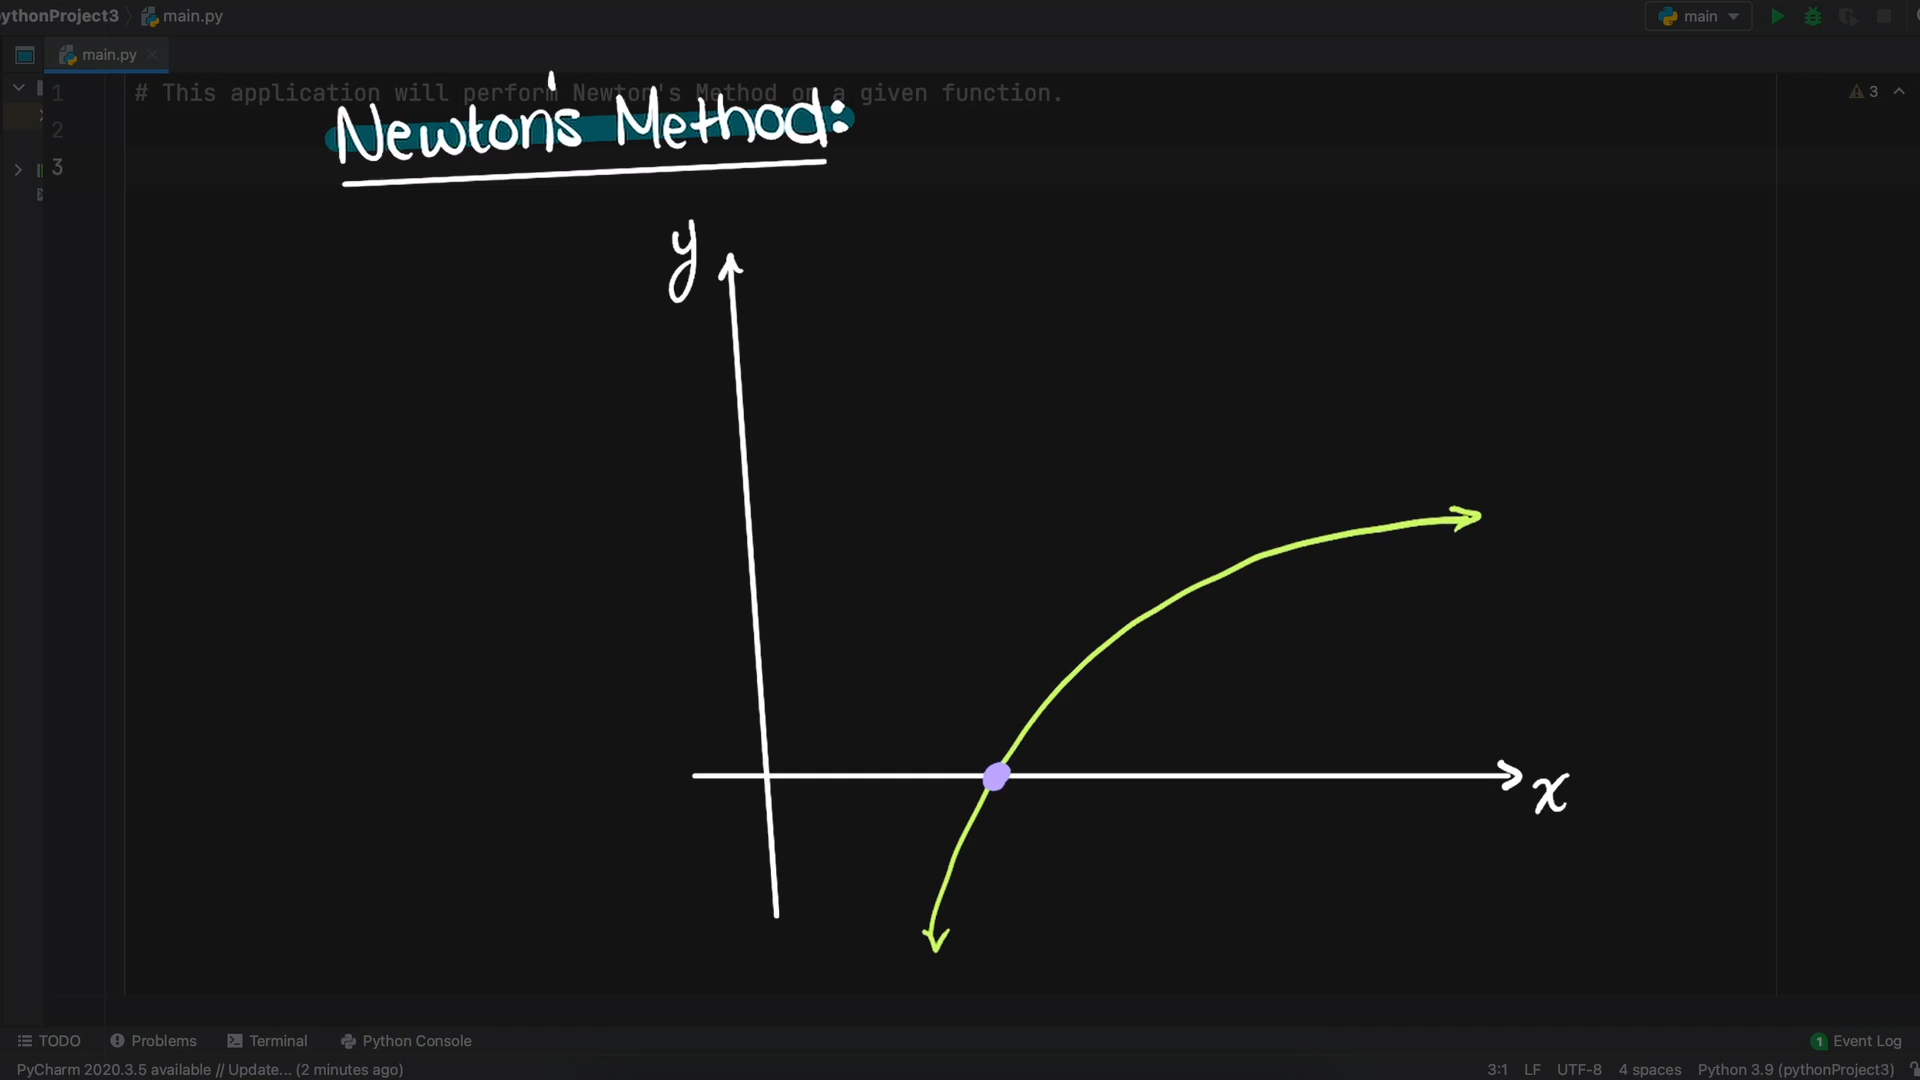 ythonProject3 main.py main
main.py
1 # This application will perform Newton's Method on a given function. 3
2
3
Newton's Method:
y
x
TODO Problems Terminal Python Console 1 Event Log
PyCharm 2020.3.5 available // Update... (2 minutes ago) 3:1 LF UTF-8 4 spaces Python 3.9 (pythonProject3)